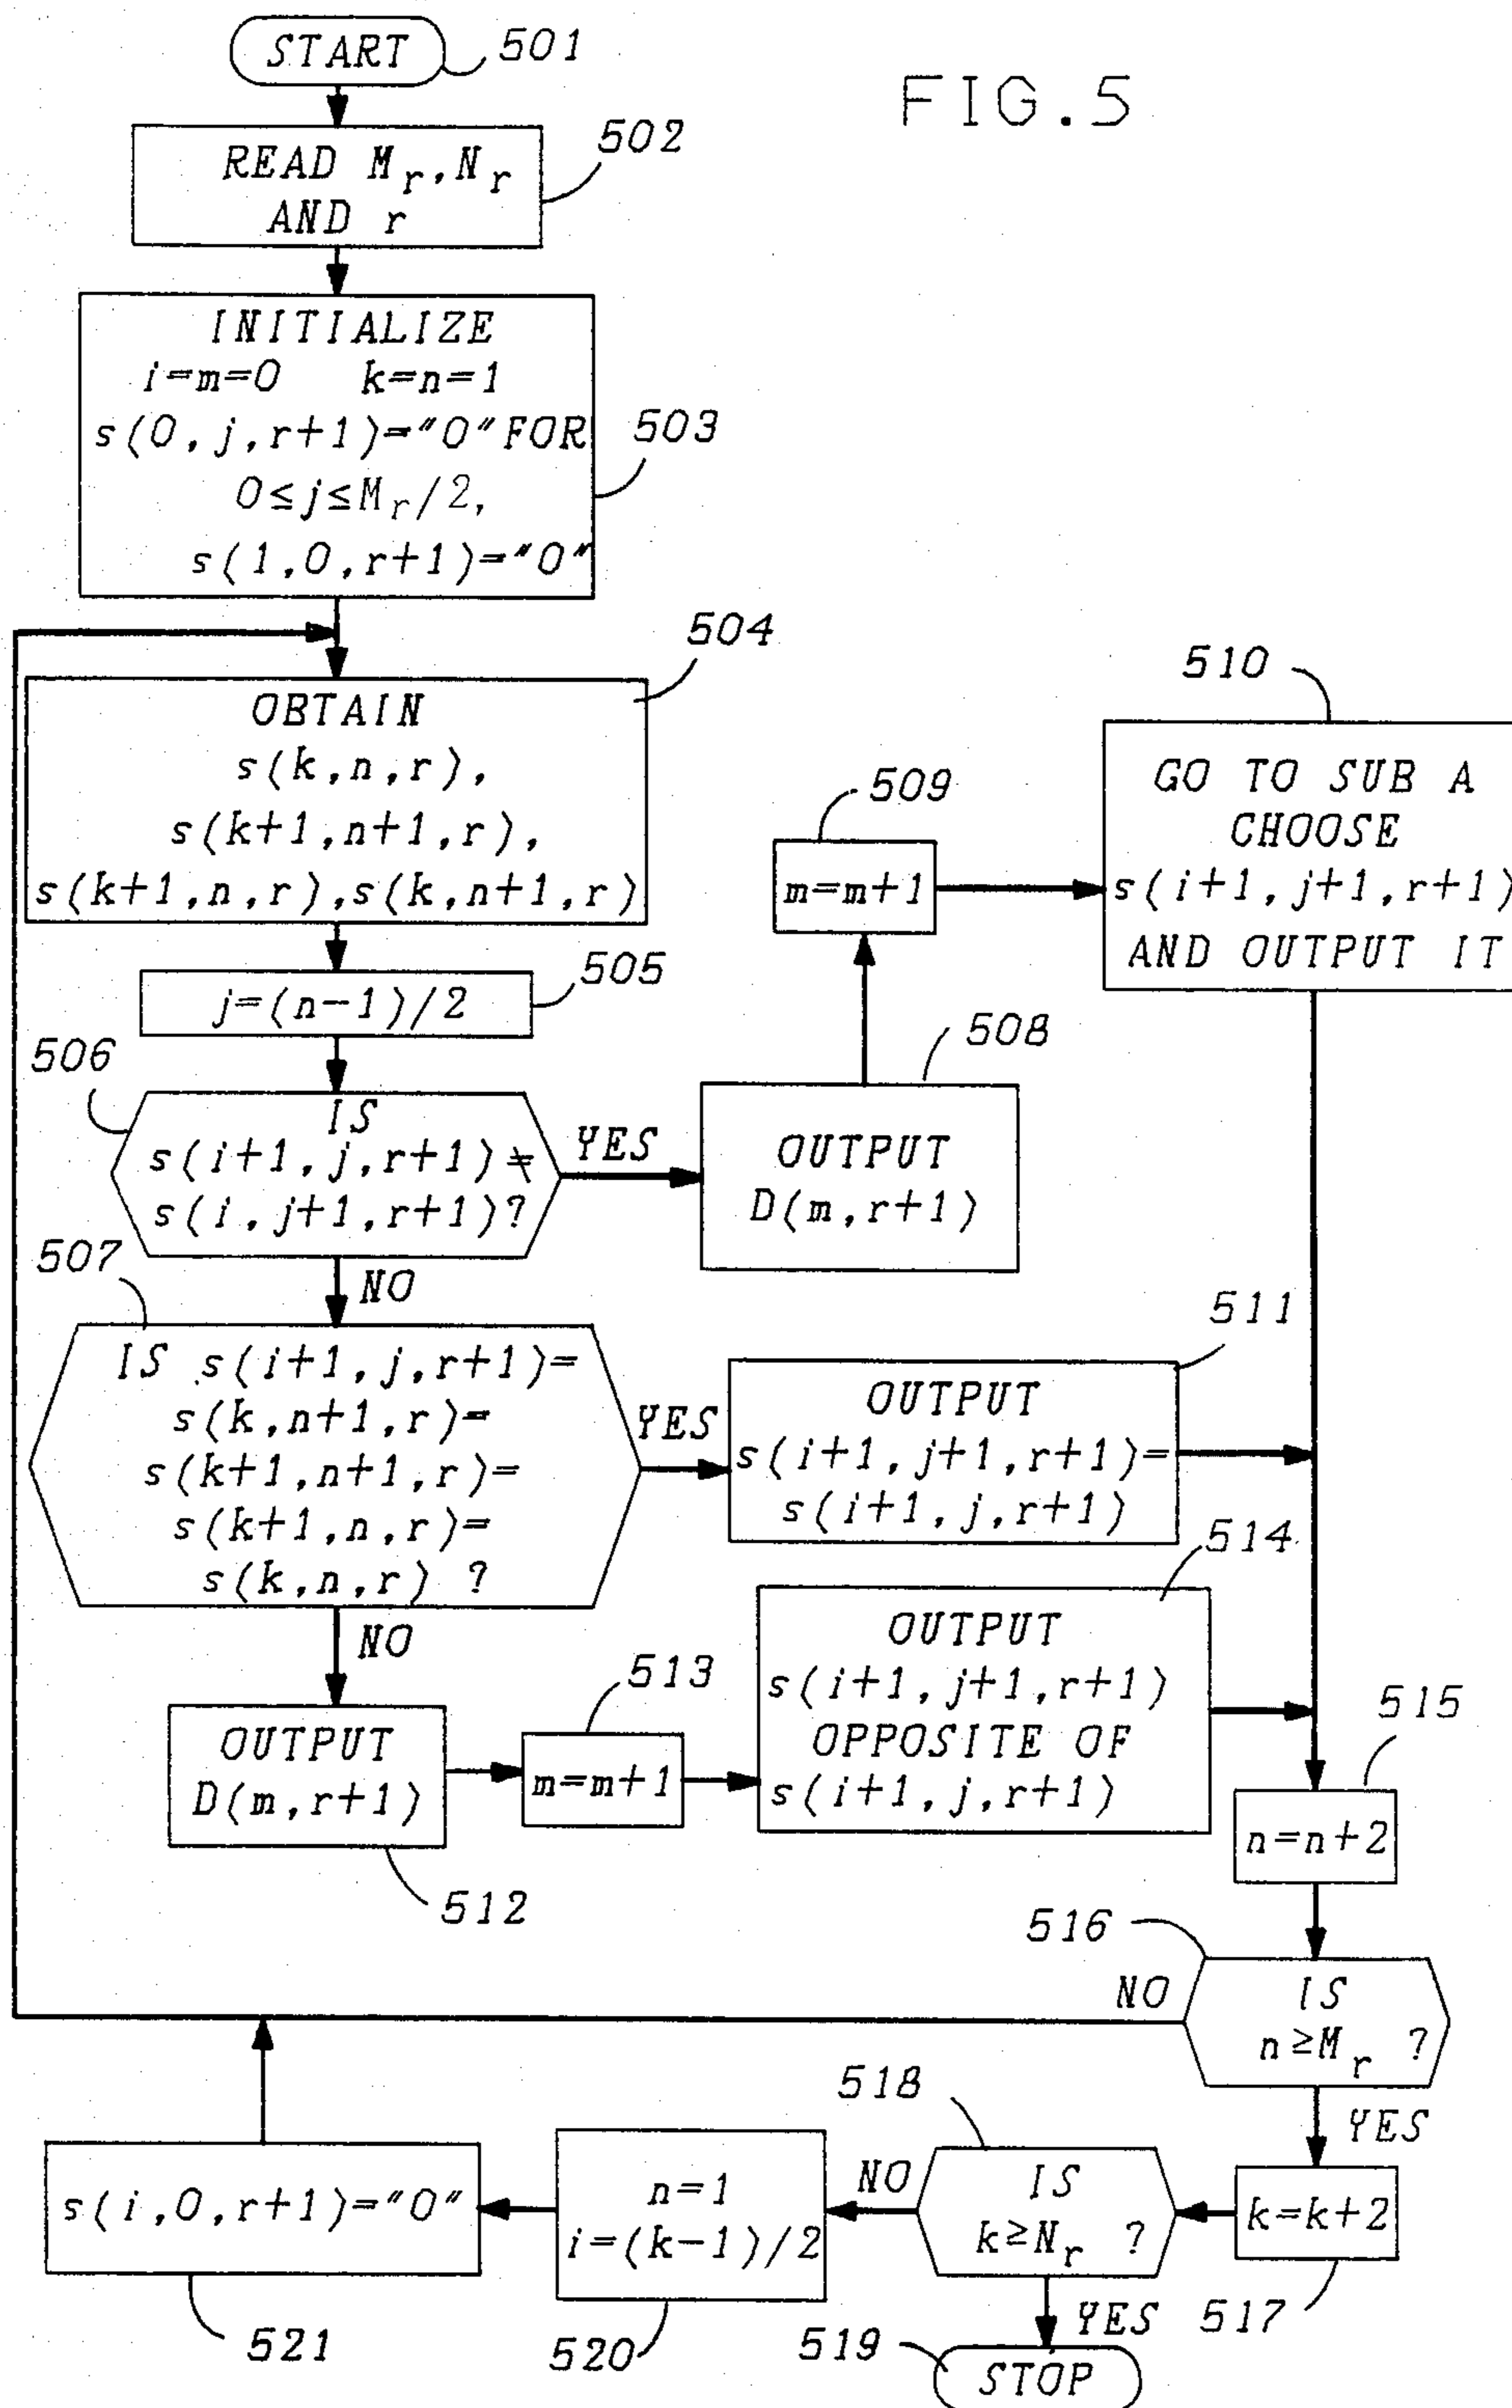 FIG.5
START
501
READ Mr,Nr
AND r
502
INITIALIZE
i=m=0 k=n=1
s(0,j,r+1)="0"FOR
0≤j≤Mr/2,
s(1,0,r+1)="0"
503
504
OBTAIN
s(k,n,r),
s(k+1,n+1,r),
s(k+1,n,r),s(k,n+1,r)
505
j=(n-1)/2
506
IS
s(i+1,j,r+1)≠
s(i,j+1,r+1)?
YES
NO
508
OUTPUT
D(m,r+1)
509
m=m+1
510
GO TO SUB A
CHOOSE
s(i+1,j+1,r+1)
AND OUTPUT IT
507
IS s(i+1,j,r+1)=
s(k,n+1,r)=
s(k+1,n+1,r)=
s(k+1,n,r)=
s(k,n,r) ?
YES
NO
511
OUTPUT
s(i+1,j+1,r+1)=
s(i+1,j,r+1)
OUTPUT
D(m,r+1)
512
513
m=m+1
514
OUTPUT
s(i+1,j+1,r+1)
OPPOSITE OF
s(i+1,j,r+1)
515
n=n+2
516
IS
n≥Mr ?
NO
YES
k=k+2
517
518
IS
k≥Nr ?
NO
YES
519
STOP
n=1
i=(k-1)/2
520
s(i,0,r+1)="0"
521